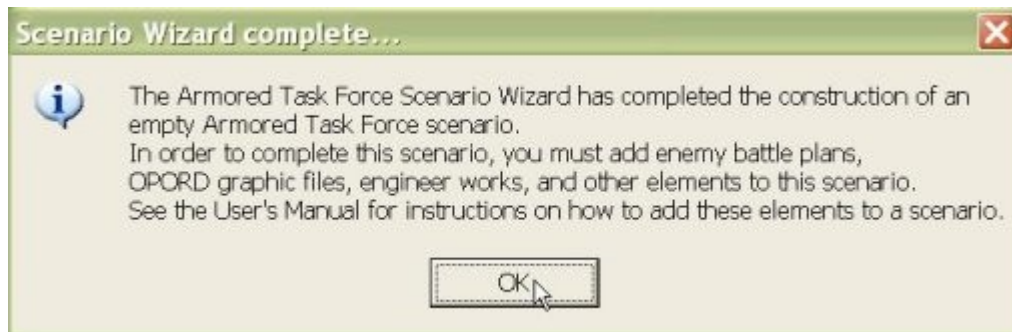 Scenario Wizard complete...
The Armored Task Force Scenario Wizard has completed the construction of an
empty Armored Task Force scenario.
In order to complete this scenario, you must add enemy battle plans,
OPORD graphic files, engineer works, and other elements to this scenario.
See the User's Manual for instructions on how to add these elements to a scenario.
OK